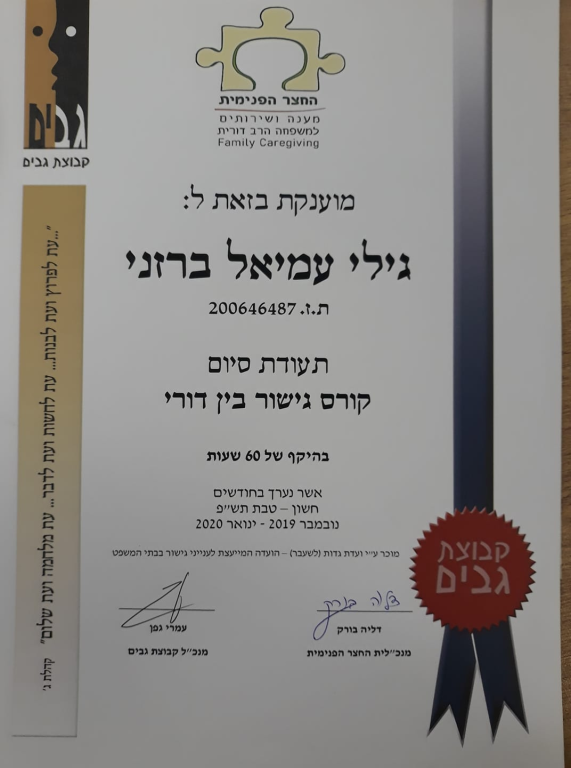 גבים
קבוצת גבים
החצר הפנימית
מענה ושירותים
למשפחה הרב דורית
Family Caregiving
מוענקת בזאת ל:
גילי עמיאל ברזני
ת.ז. 200646487
תעודת סיום
קורס גישור בין דורי
בהיקף של 60 שעות
אשר נערך בחודשים
חשון – טבת תש״פ
נובמבר 2019 - ינואר 2020
מוכר ע״י ועדת גדות (לשעבר) – הועדה המייעצת לענייני גישור בבתי המשפט
דליה בורק
דליה בורק
מנכ״לית החצר הפנימית
עמרי גפן
מנכ״ל קבוצת גבים
קבוצת
גבים
"...עת לפרוץ ועת לבנות... עת לחשות ועת לדבר... עת מלחמה ועת שלום" קהלת ג'